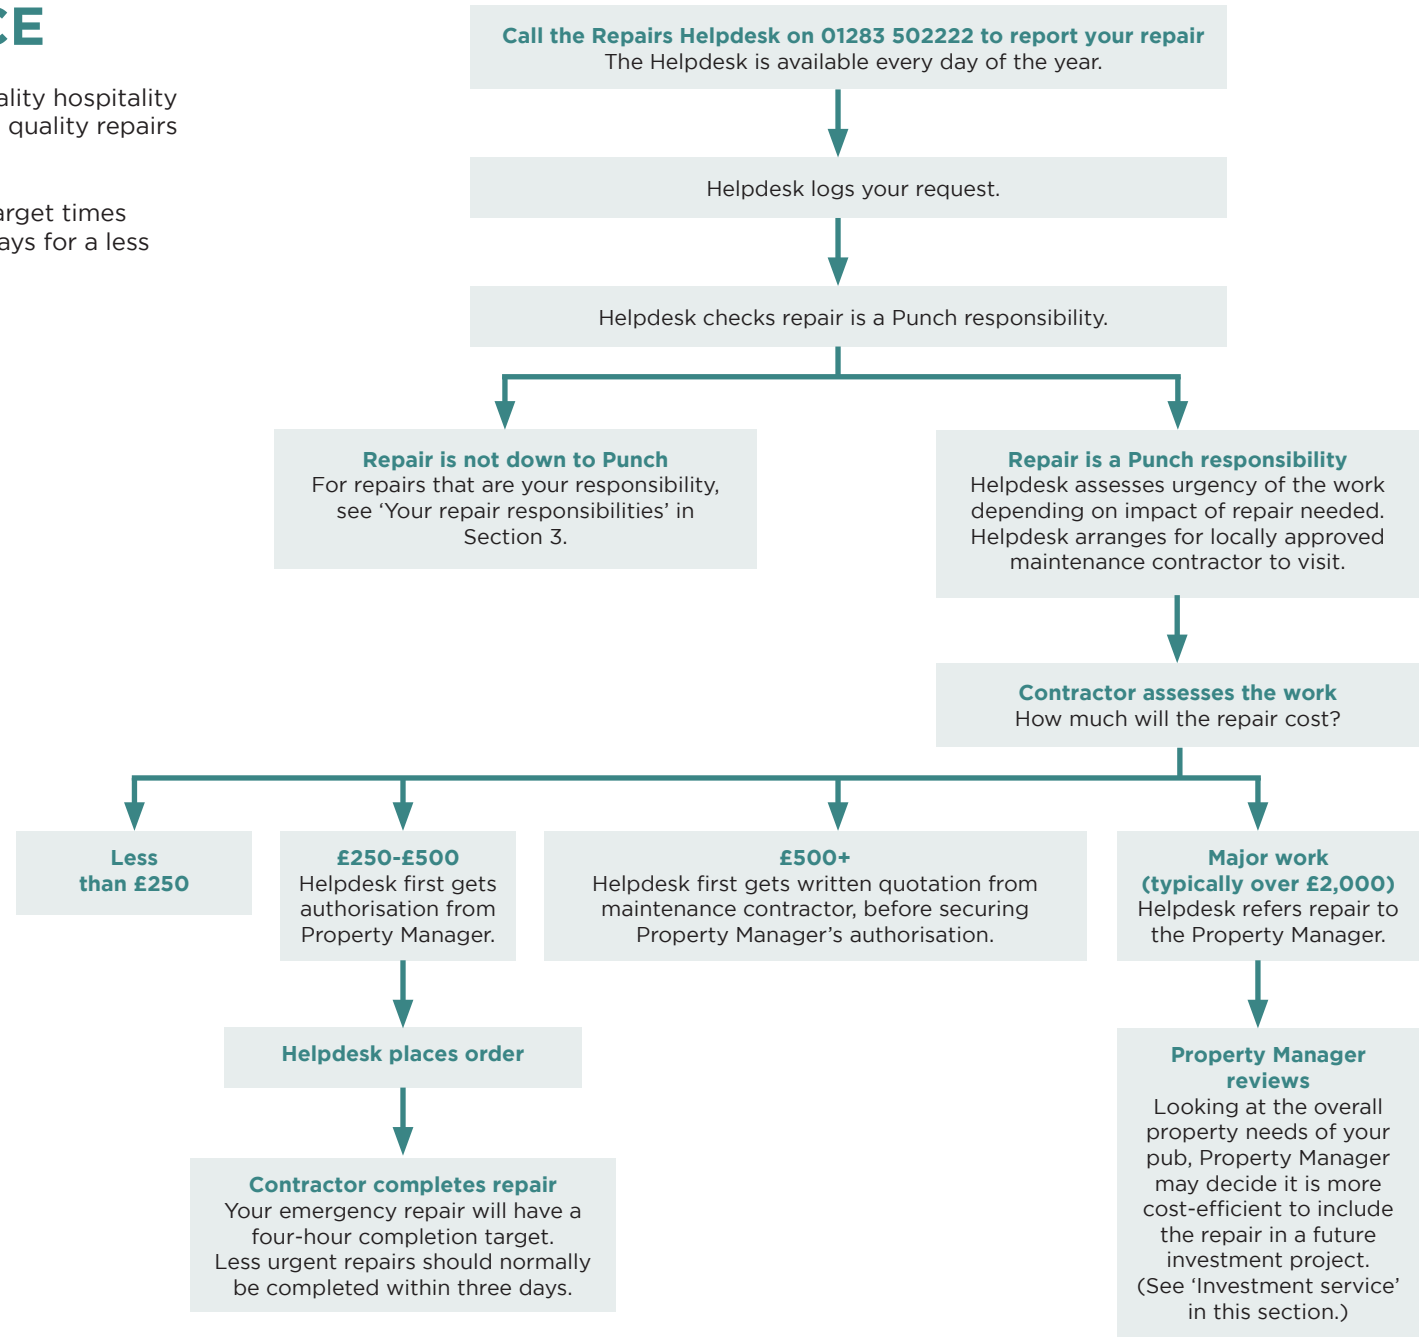 CE
ality hospitality
quality repairs
arget times
ays for a less
Call the Repairs Helpdesk on 01283 502222 to report your repair
The Helpdesk is available every day of the year.
Helpdesk logs your request.
Helpdesk checks repair is a Punch responsibility.
Repair is not down to Punch
For repairs that are your responsibility,
see ‘Your repair responsibilities’ in
Section 3.
Repair is a Punch responsibility
Helpdesk assesses urgency of the work
depending on impact of repair needed.
Helpdesk arranges for locally approved
maintenance contractor to visit.
Contractor assesses the work
How much will the repair cost?
Less
than £250
£250-£500
Helpdesk first gets
authorisation from
Property Manager.
£500+
Helpdesk first gets written quotation from
maintenance contractor, before securing
Property Manager’s authorisation.
Major work
(typically over £2,000)
Helpdesk refers repair to
the Property Manager.
Helpdesk places order
Contractor completes repair
Your emergency repair will have a
four-hour completion target.
Less urgent repairs should normally
be completed within three days.
Property Manager
reviews
Looking at the overall
property needs of your
pub, Property Manager
may decide it is more
cost-efficient to include
the repair in a future
investment project.
(See ‘Investment service’
in this section.)